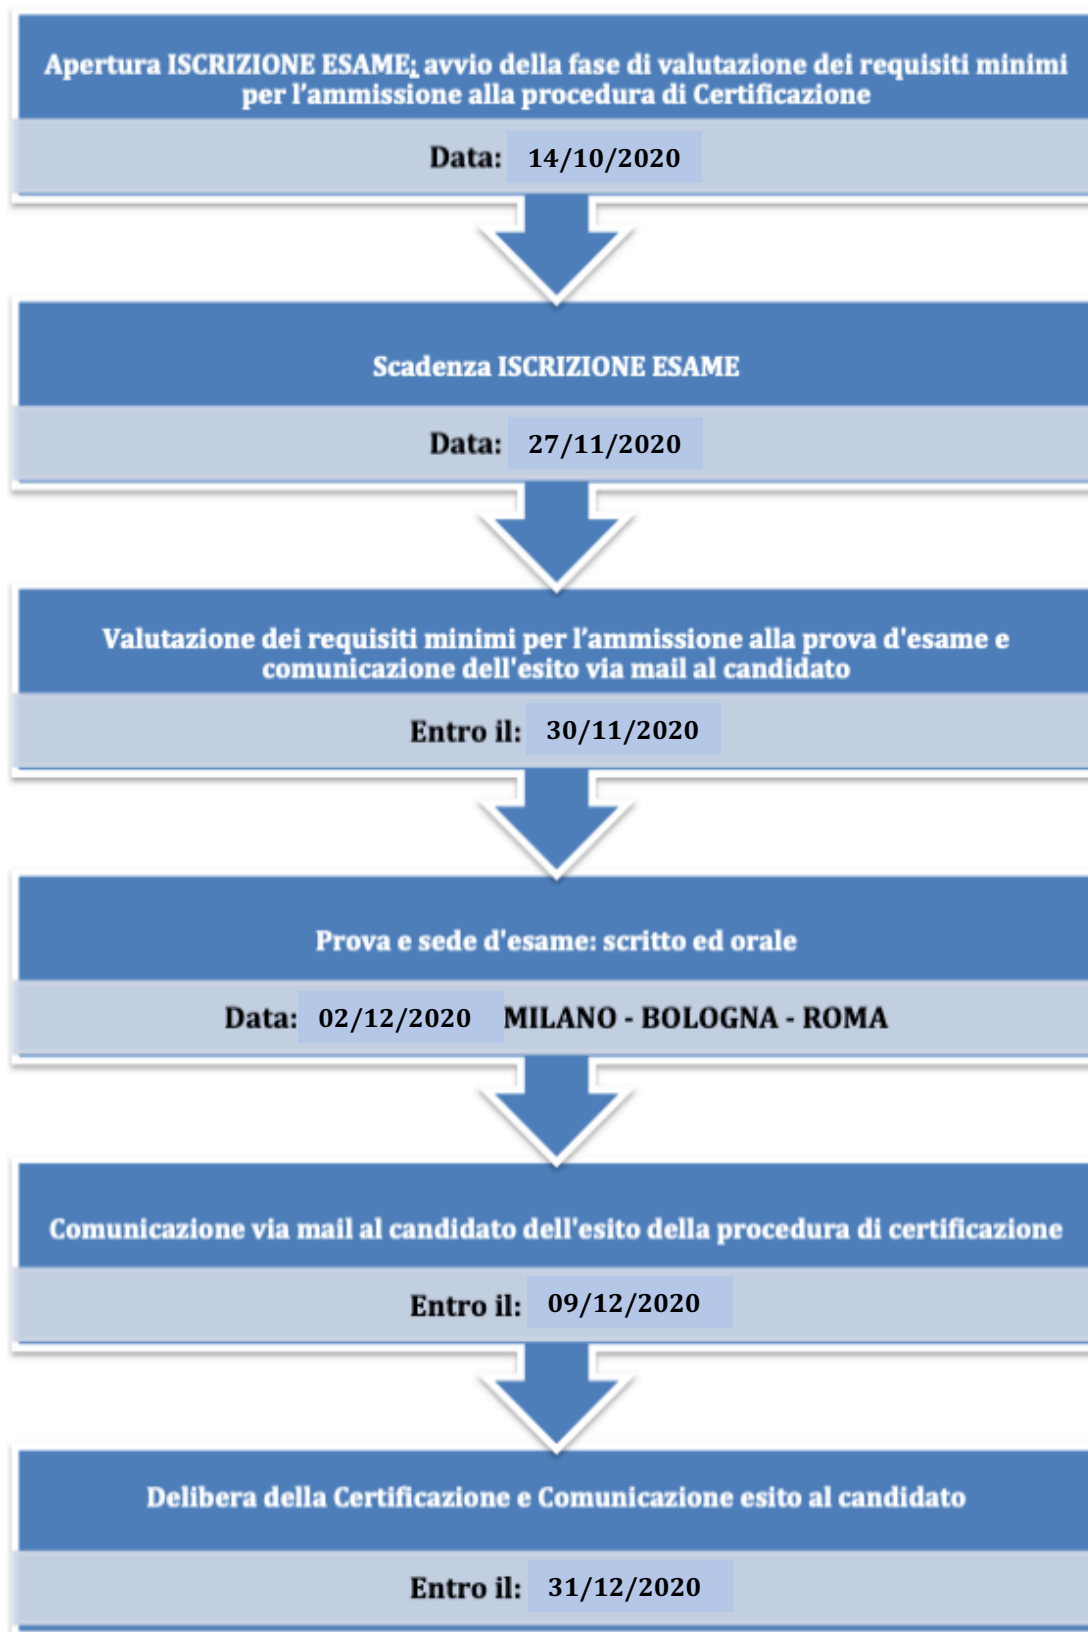 Apertura ISCRIZIONE ESAME; avvio della fase di valutazione dei requisiti minimi
per l'ammissione alla procedura di Certificazione
Data: 14/10/2020
Scadenza ISCRIZIONE ESAME
Data: 27/11/2020
Valutazione dei requisiti minimi per l'ammissione alla prova d'esame e
comunicazione dell'esito via mail al candidato
Entro il: 30/11/2020
Prova e sede d'esame: scritto ed orale
Data: 02/12/2020 MILANO - BOLOGNA - ROMA
Comunicazione via mail al candidato dell'esito della procedura di certificazione
Entro il: 09/12/2020
Delibera della Certificazione e Comunicazione esito al candidato
Entro il: 31/12/2020